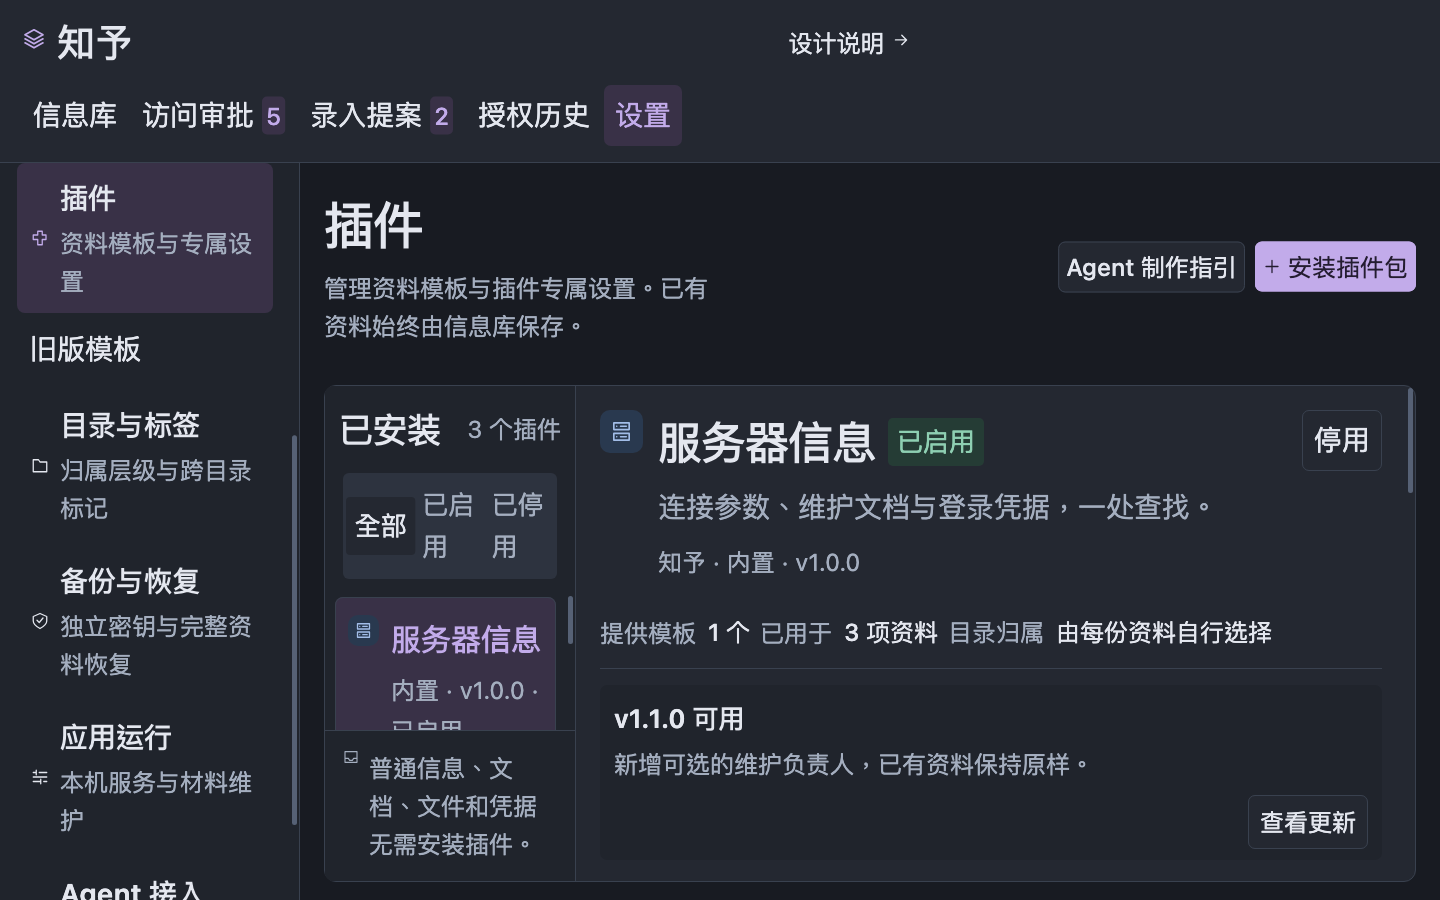 知予
设计说明 →
信息库 访问审批 5 录入提案 2 授权历史 设置
插件
资料模板与专属设
置
旧版模板
目录与标签
归属层级与跨目录
标记
备份与恢复
独立密钥与完整资
料恢复
应用运行
本机服务与材料维
护
Agent 接入
插件
管理资料模板与插件专属设置。已有
资料始终由信息库保存。
Agent 制作指引
+ 安装插件包
已安装 3 个插件
全部
已启
用
已停
用
服务器信息
内置 · v1.0.0 ·
已启用
普通信息、文
档、文件和凭据
无需安装插件。
服务器信息 已启用
停用
连接参数、维护文档与登录凭据，一处查找。
知予 · 内置 · v1.0.0
提供模板 1 个 已用于 3 项资料 目录归属 由每份资料自行选择
v1.1.0 可用
新增可选的维护负责人，已有资料保持原样。
查看更新